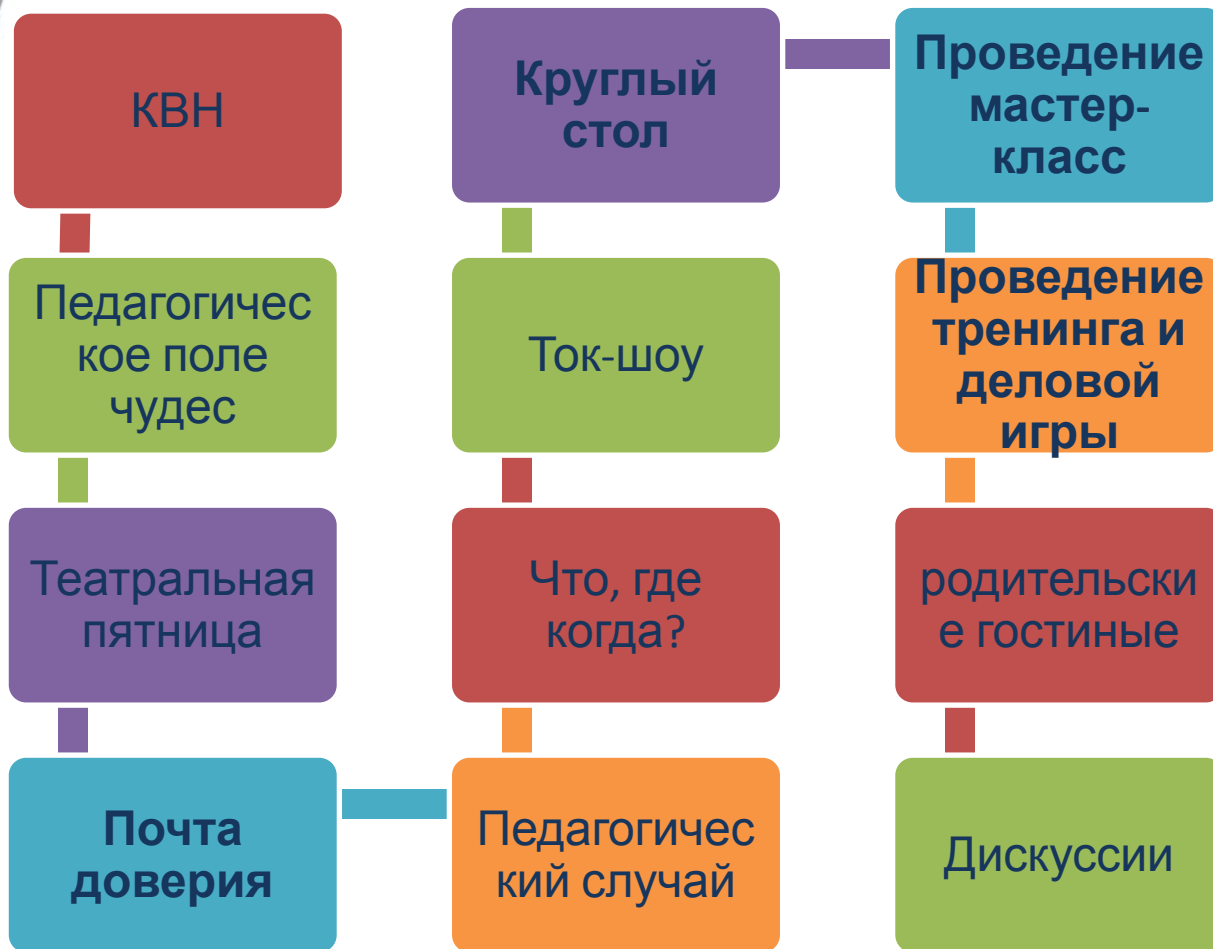 КВН
Педагогичес
кое поле
чудес
Театральная
пятница
Почта
доверия
Педагогичес
кий случай
Что, где
когда?
Ток-шоу
Круглый
стол
Проведение
мастер-
класс
Проведение
тренинга и
деловой
игры
родительски
е гостиные
Дискуссии